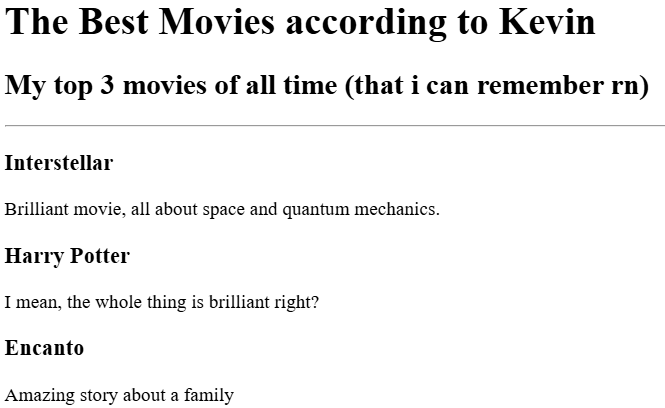 The Best Movies according to Kevin
My top 3 movies of all time (that i can remember rn)
Interstellar
Brilliant movie, all about space and quantum mechanics.
Harry Potter
I mean, the whole thing is brilliant right?
Encanto
Amazing story about a family